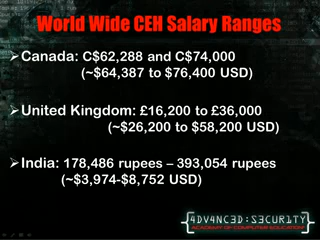 World Wide CEH Salary Ranges
➢Canada: C$62,288 and C$74,000
(~$64,387 to $76,400 USD)
➢United Kingdom: £16,200 to £36,000
(~$26,200 to $58,200 USD)
➢India: 178,486 rupees – 393,054 rupees
(~$3,974-$8,752 USD)
4DV4NC3D:S3CUR1TY
ACADEMY OF COMPUTER EDUCATION